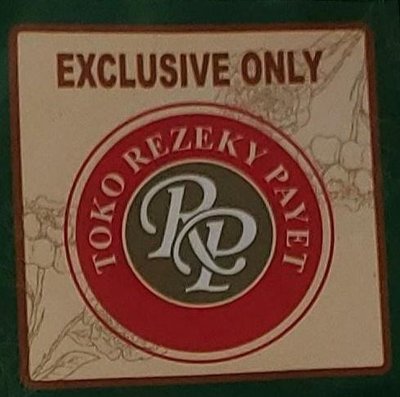 EXCLUSIVE ONLY
TOKO REZEKY PAYET
RP